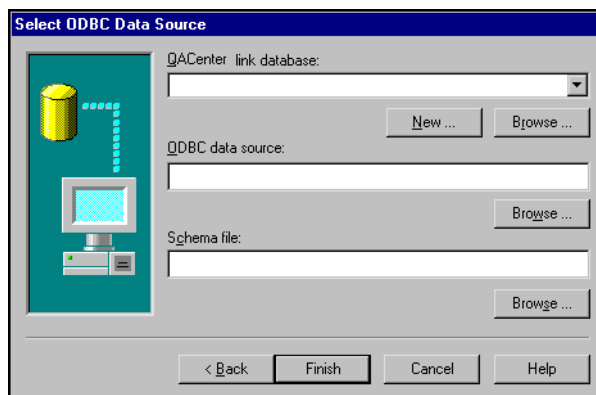 Select ODBC Data Source
QACenter link database:
New ... Browse ...
ODBC data source:
Browse ...
Schema file:
Browse ...
< Back Finish Cancel Help